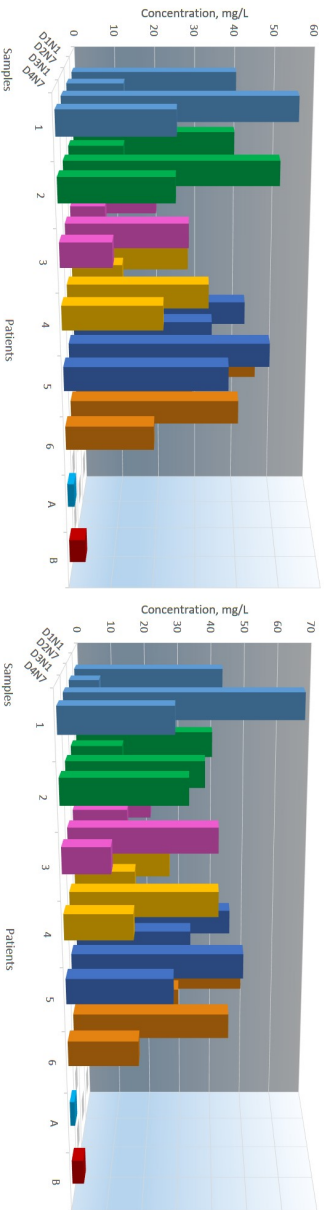 Concentration, mg/L
0
10
20
30
40
50
60
D1N1
D2N7
D3N1
D4N7
Samples
1
2
3
4
5
6
A
B
Patients
Concentration, mg/L
0
10
20
30
40
50
60
70
D1N1
D2N7
D3N1
D4N7
Samples
1
2
3
4
5
6
A
B
Patients